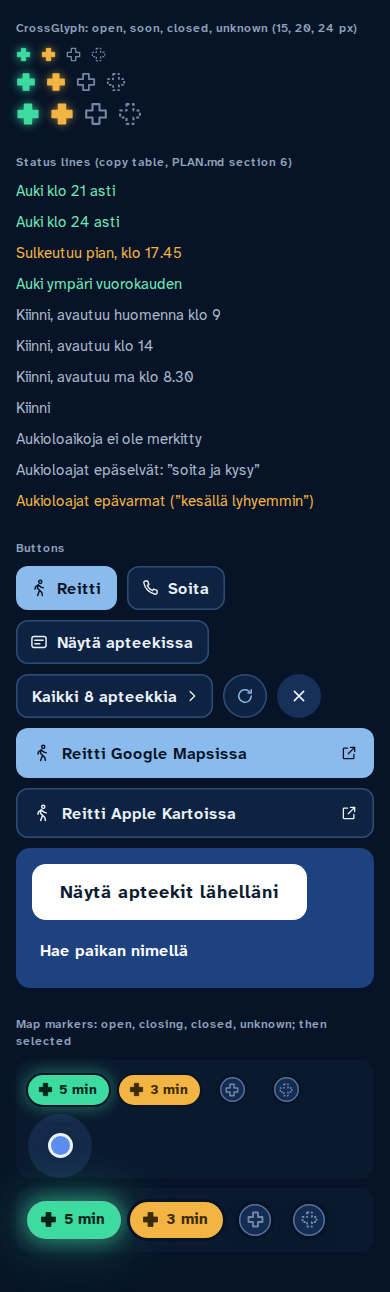 CrossGlyph: open, soon, closed, unknown (15, 20, 24 px)
Status lines (copy table, PLAN.md section 6)
Auki klo 21 asti
Auki klo 24 asti
Sulkeutuu pian, klo 17.45
Auki ympäri vuorokauden
Kiinni, avautuu huomenna klo 9
Kiinni, avautuu klo 14
Kiinni, avautuu ma klo 8.30
Kiinni
Aukioloaikoja ei ole merkitty
Aukioloajat epäselvät: ”soita ja kysy”
Aukioloajat epävarmat (”kesällä lyhyemmin”)
Buttons
Reitti Soita
Näytä apteekissa
Kaikki 8 apteekkia
Reitti Google Mapsissa
Reitti Apple Kartoissa
Näytä apteekit lähelläni
Hae paikan nimellä
Map markers: open, closing, closed, unknown; then
selected
5 min 3 min
5 min 3 min